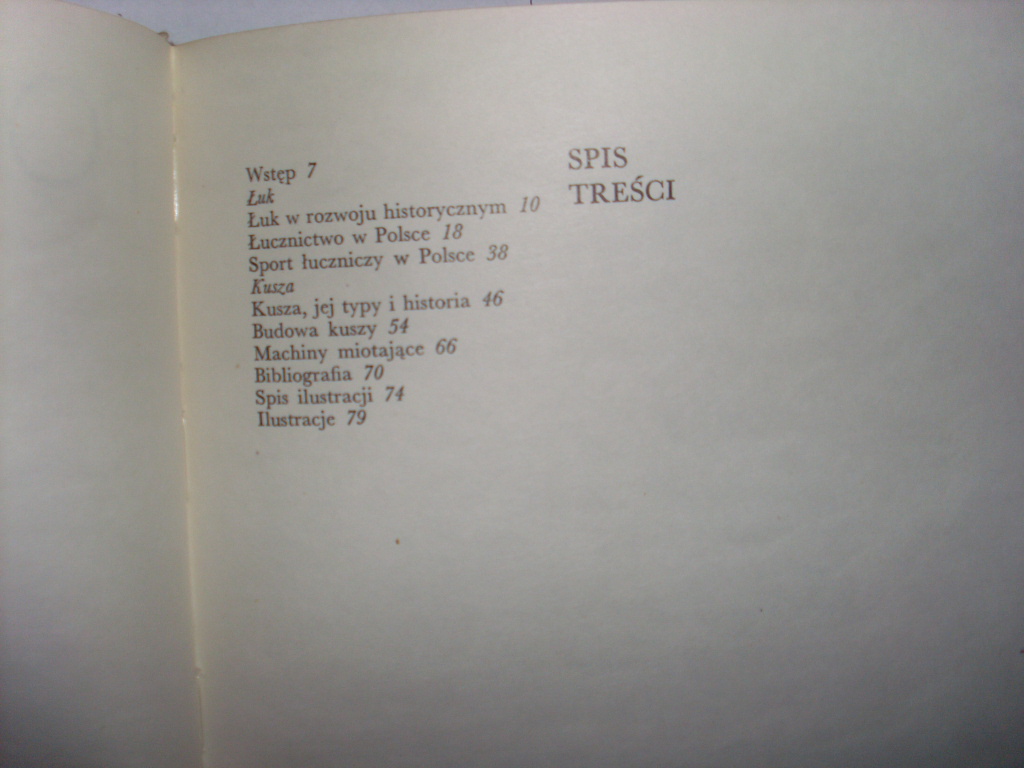 SPIS
TREŚCI
Wstęp 7
Łuk
Łuk w rozwoju historycznym 10
Łucznictwo w Polsce 18
Sport łuczniczy w Polsce 38
Kusza
Kusza, jej typy i historia 46
Budowa kuszy 54
Machiny miotające 66
Bibliografia 70
Spis ilustracji 74
Ilustracje 79